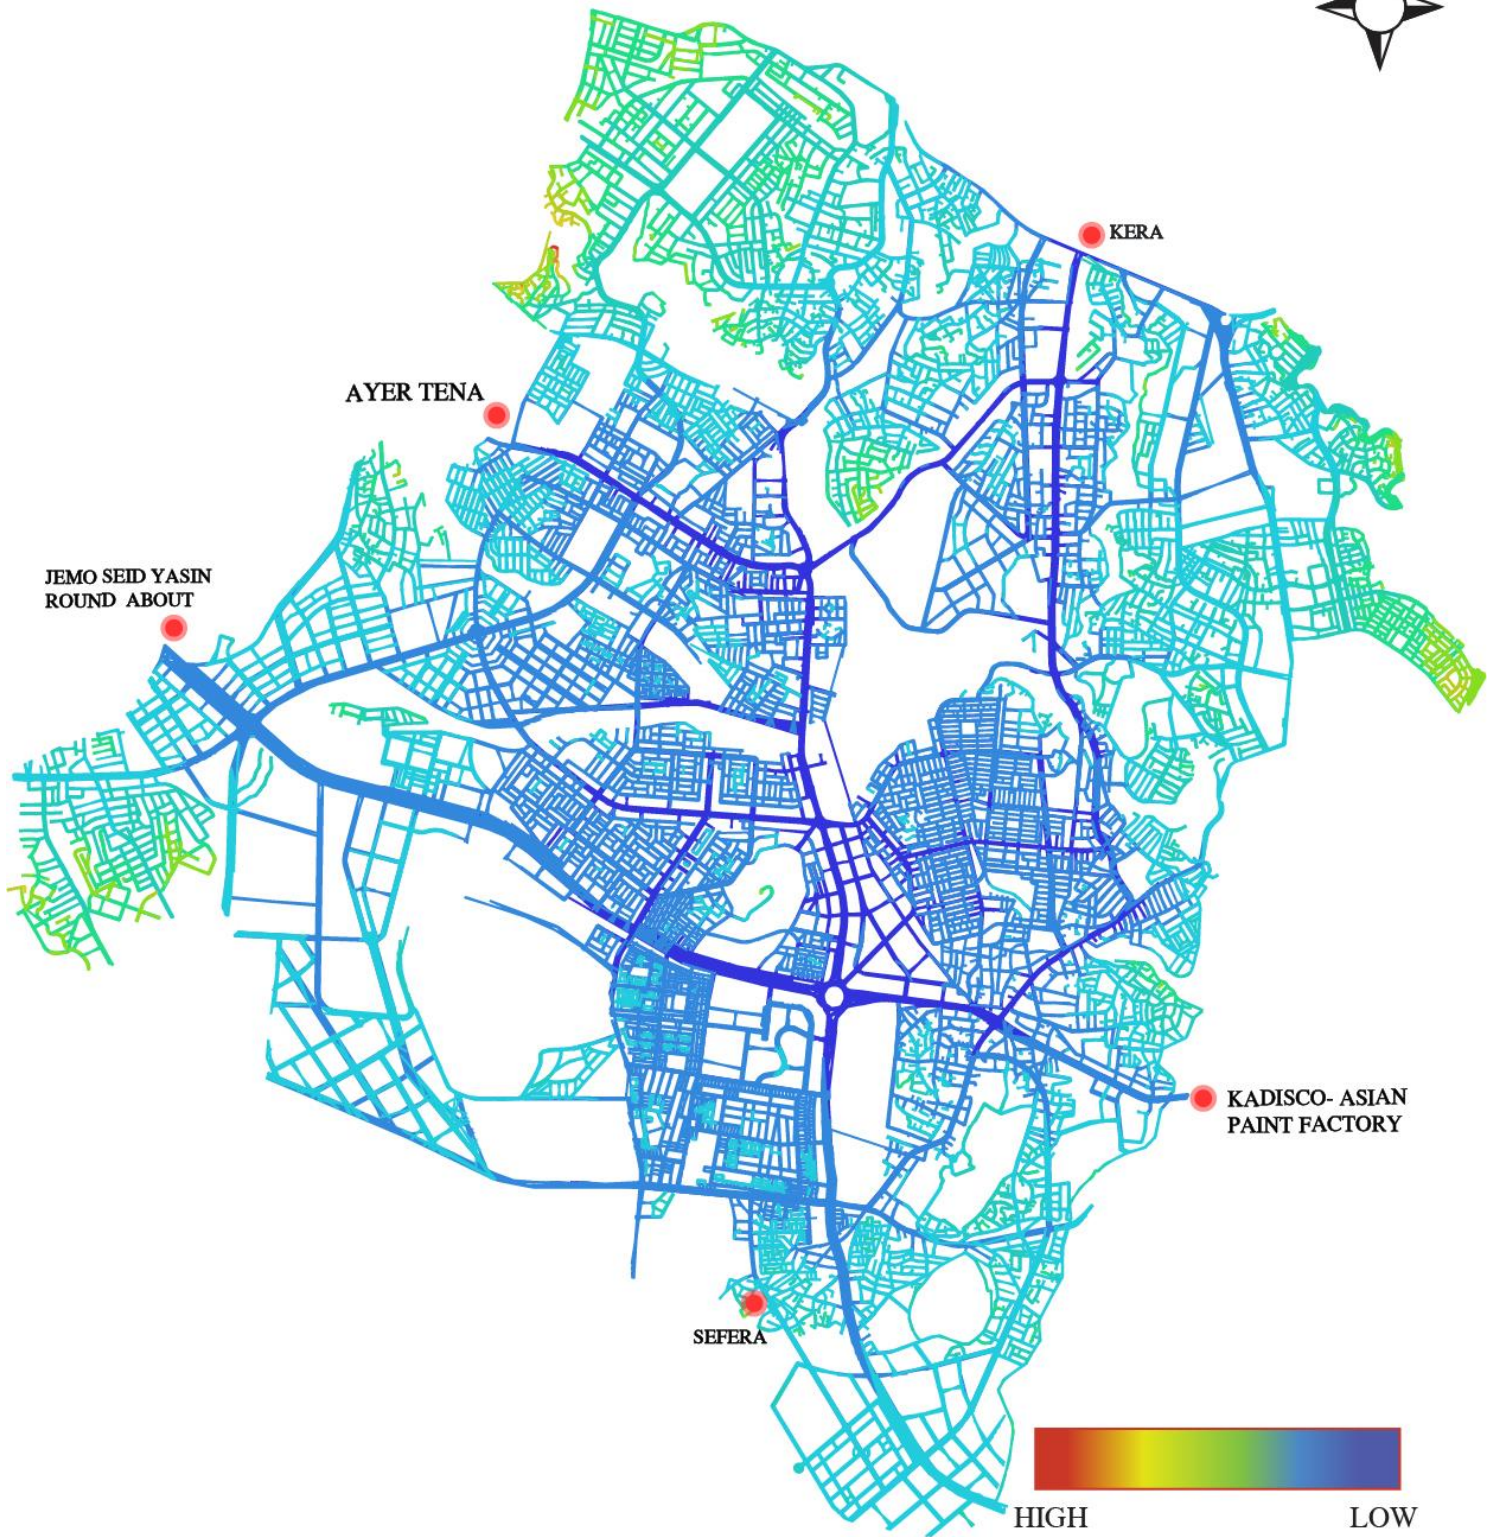 KERA
AYER TENA
JEMO SEID YASIN
ROUND ABOUT
KADISCO- ASIAN
PAINT FACTORY
SEFERA
HIGH
LOW